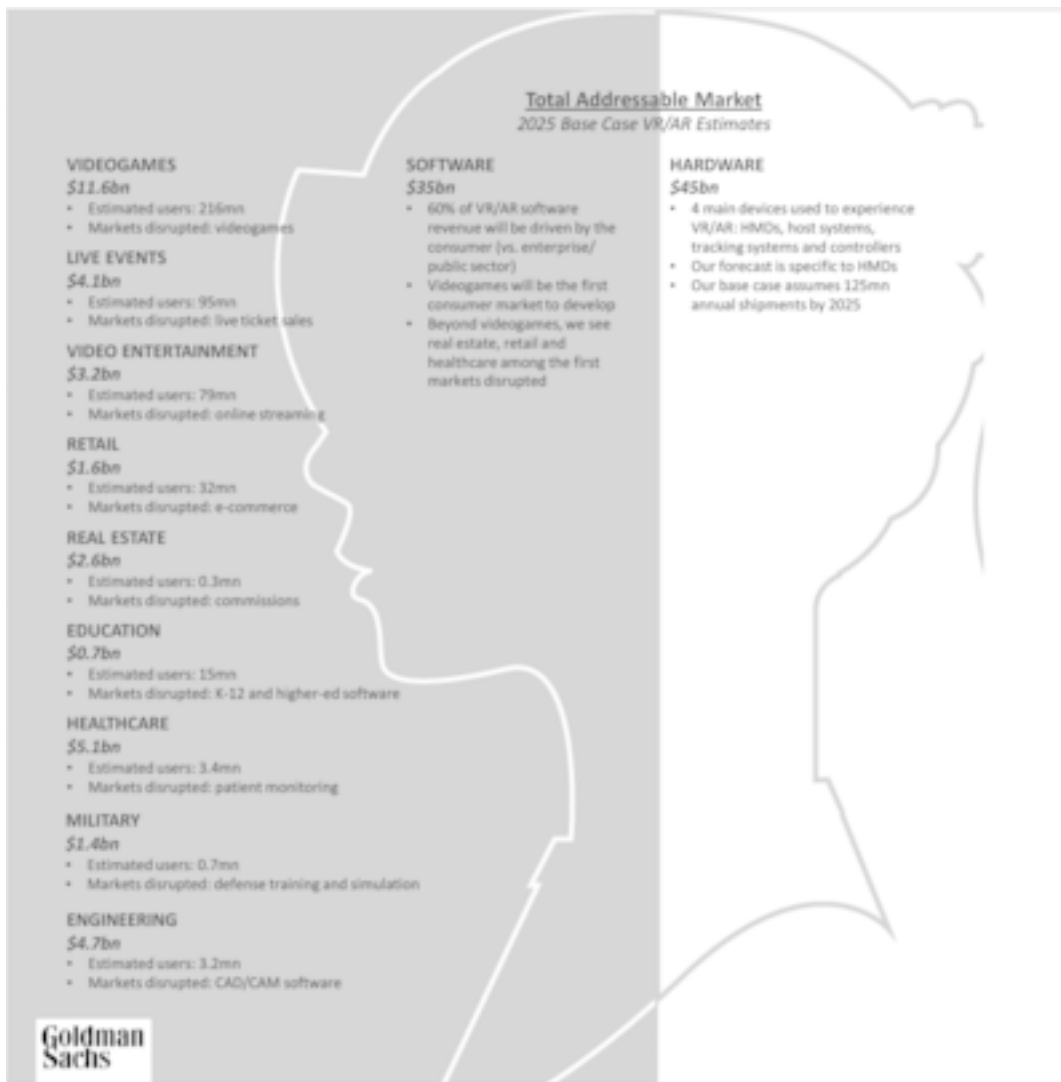 Total Addressable Market
2025 Base Case VR/AR Estimates
VIDEOGAMES
$11.6bn
• Estimated users: 216mn
• Markets disrupted: videogames
LIVE EVENTS
$4.1bn
• Estimated users: 95mn
• Markets disrupted: live ticket sales
VIDEO ENTERTAINMENT
$3.2bn
• Estimated users: 79mn
• Markets disrupted: online streaming
RETAIL
$1.6bn
• Estimated users: 32mn
• Markets disrupted: e-commerce
REAL ESTATE
$2.6bn
• Estimated users: 0.3mn
• Markets disrupted: commissions
EDUCATION
$0.7bn
• Estimated users: 15mn
• Markets disrupted: K-12 and higher-ed software
HEALTHCARE
$5.1bn
• Estimated users: 3.4mn
• Markets disrupted: patient monitoring
MILITARY
$1.4bn
• Estimated users: 0.7mn
• Markets disrupted: defense training and simulation
ENGINEERING
$4.7bn
• Estimated users: 3.2mn
• Markets disrupted: CAD/CAM software
SOFTWARE
$35bn
• 60% of VR/AR software
revenue will be driven by the
consumer (vs. enterprise/
public sector)
• Videogames will be the first
consumer market to develop
• Beyond videogames, we see
real estate, retail and
healthcare among the first
markets disrupted
HARDWARE
$45bn
• 4 main devices used to experience
VR/AR: HMDs, host systems,
tracking systems and controllers
• Our forecast is specific to HMDs
• Our base case assumes 125mn
annual shipments by 2025
Goldman
Sachs